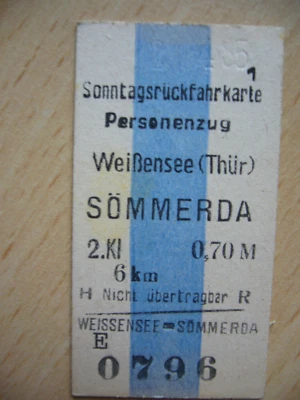 1
Sonntagsrückfahrkarte
Personenzug
Weißensee (Thür)
SÖMMERDA
2.Kl 0,70 M
6 km
H Nicht übertragbar R
WEISSENSEE=SÖMMERDA
E
0796